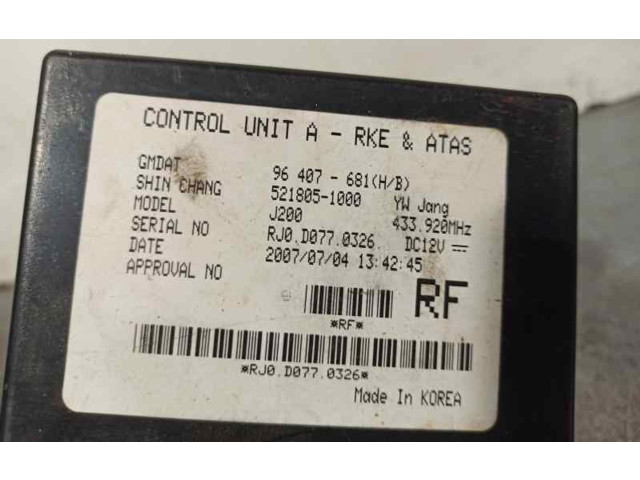 CONTROL UNIT A - RKE & ATAS
GMDAT 96 407 - 681(H/B)
SHIN CHANG 521805-1000 YW Jang
MODEL J200 433.920MHz
SERIAL NO RJ0.D077.0326 DC12V
DATE 2007/07/04 13:42:45
APPROVAL NO
RF
*RF*
*RJ0.D077.0326*
Made In KOREA